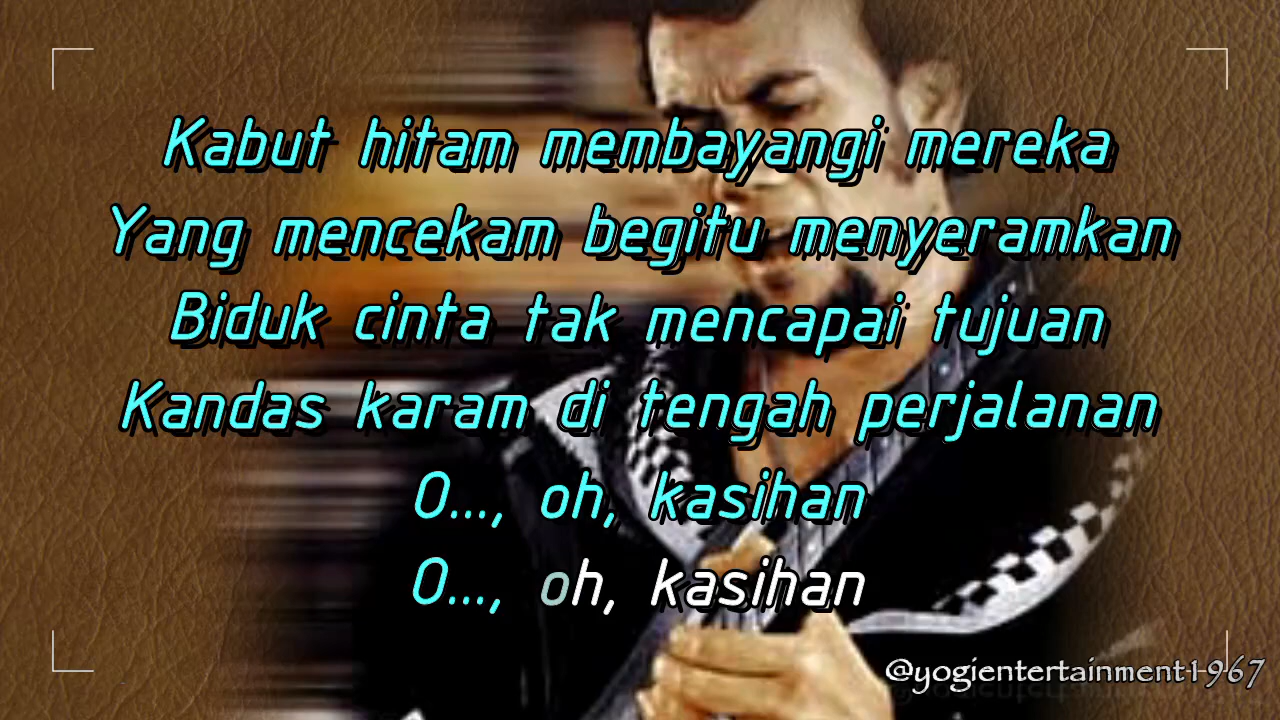 Kabut hitam membayangi mereka
Yang mencekam begitu menyeramkan
Biduk cinta tak mencapai tujuan
Kandas karam di tengah perjalanan
O..., oh, kasihan
O..., oh, kasihan
@yogientertainment1967